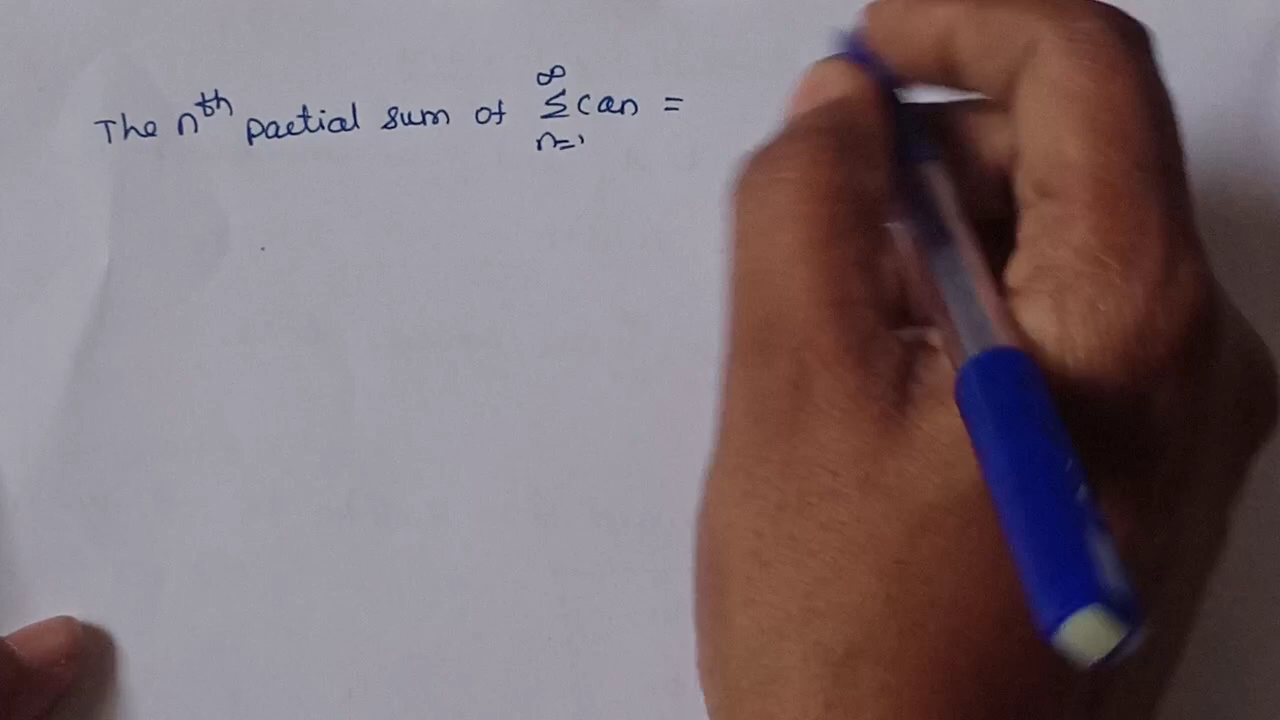 The nth partial sum of ∞ Σ n=1 can =